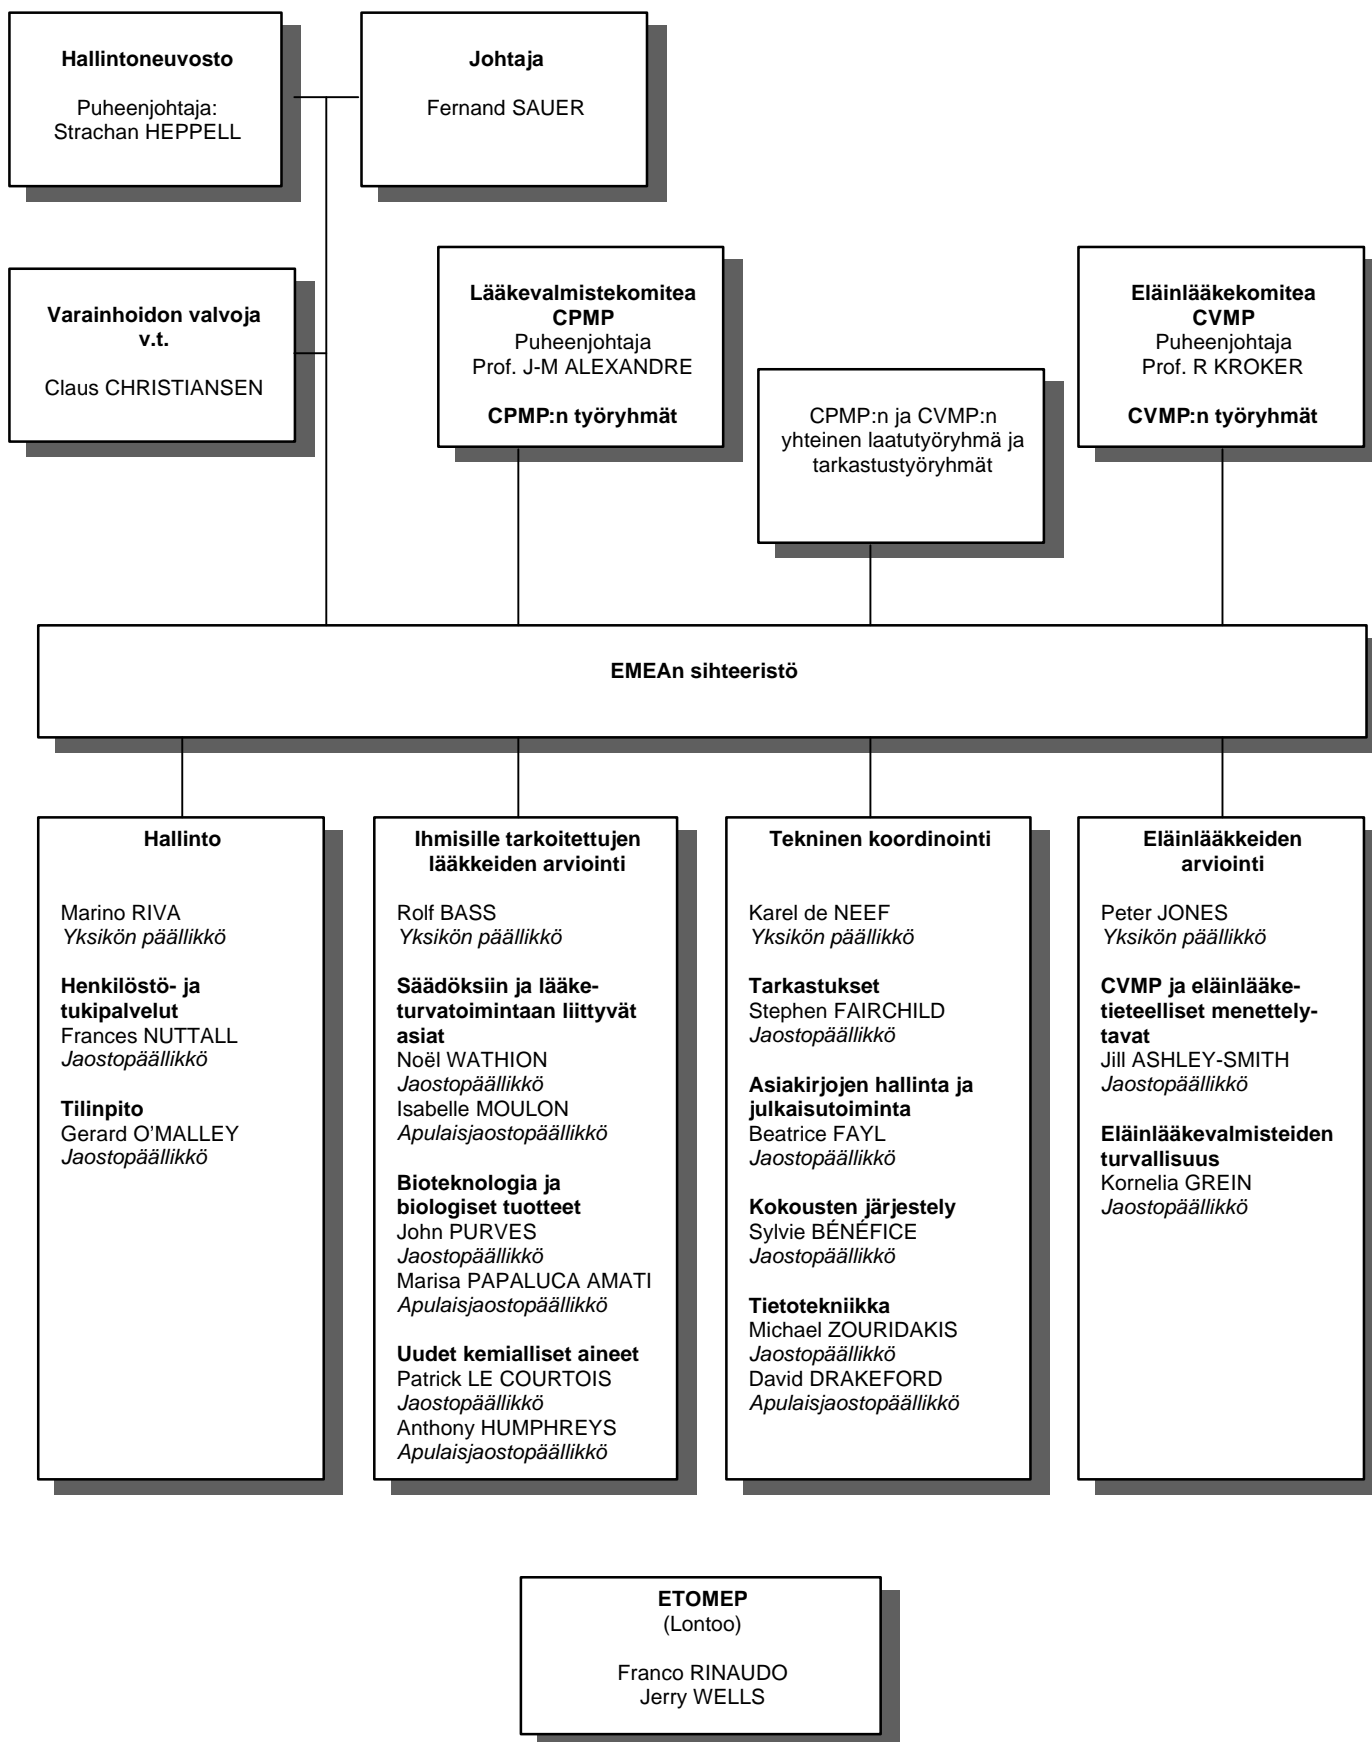 Hallintoneuvosto
Puheenjohtaja:
Strachan HEPPELL
Johtaja
Fernand SAUER
Varainhoidon valvoja
v.t.
Claus CHRISTIANSEN
Lääkevalmistekomitea
CPMP
Puheenjohtaja
Prof. J-M ALEXANDRE
CPMP:n työryhmät
CPMP:n ja CVMP:n
yhteinen laatutyöryhmä ja
tarkastustyöryhmät
Eläinlääkekomitea
CVMP
Puheenjohtaja
Prof. R KROKER
CVMP:n työryhmät
EMEAn sihteeristö
Hallinto
Marino RIVA
Yksikön päällikkö
Henkilöstö- ja
tukipalvelut
Frances NUTTALL
Jaostopäällikkö
Tilinpito
Gerard O’MALLEY
Jaostopäällikkö
Ihmisille tarkoitettujen
lääkkeiden arviointi
Rolf BASS
Yksikön päällikkö
Säädöksiin ja lääke-
turvatoimintaan liittyvät
asiat
Noël WATHION
Jaostopäällikkö
Isabelle MOULON
Apulaisjaostopäällikkö
Bioteknologia ja
biologiset tuotteet
John PURVES
Jaostopäällikkö
Marisa PAPALUCA AMATI
Apulaisjaostopäällikkö
Uudet kemialliset aineet
Patrick LE COURTOIS
Jaostopäällikkö
Anthony HUMPHREYS
Apulaisjaostopäällikkö
Tekninen koordinointi
Karel de NEEF
Yksikön päällikkö
Tarkastukset
Stephen FAIRCHILD
Jaostopäällikkö
Asiakirjojen hallinta ja
julkaisutoiminta
Beatrice FAYL
Jaostopäällikkö
Kokousten järjestely
Sylvie BÉNÉFICE
Jaostopäällikkö
Tietotekniikka
Michael ZOURIDAKIS
Jaostopäällikkö
David DRAKEFORD
Apulaisjaostopäällikkö
Eläinlääkkeiden
arviointi
Peter JONES
Yksikön päällikkö
CVMP ja eläinlääke-
tieteelliset menettely-
tavat
Jill ASHLEY-SMITH
Jaostopäällikkö
Eläinlääkevalmisteiden
turvallisuus
Kornelia GREIN
Jaostopäällikkö
ETOMEP
(Lontoo)
Franco RINAUDO
Jerry WELLS